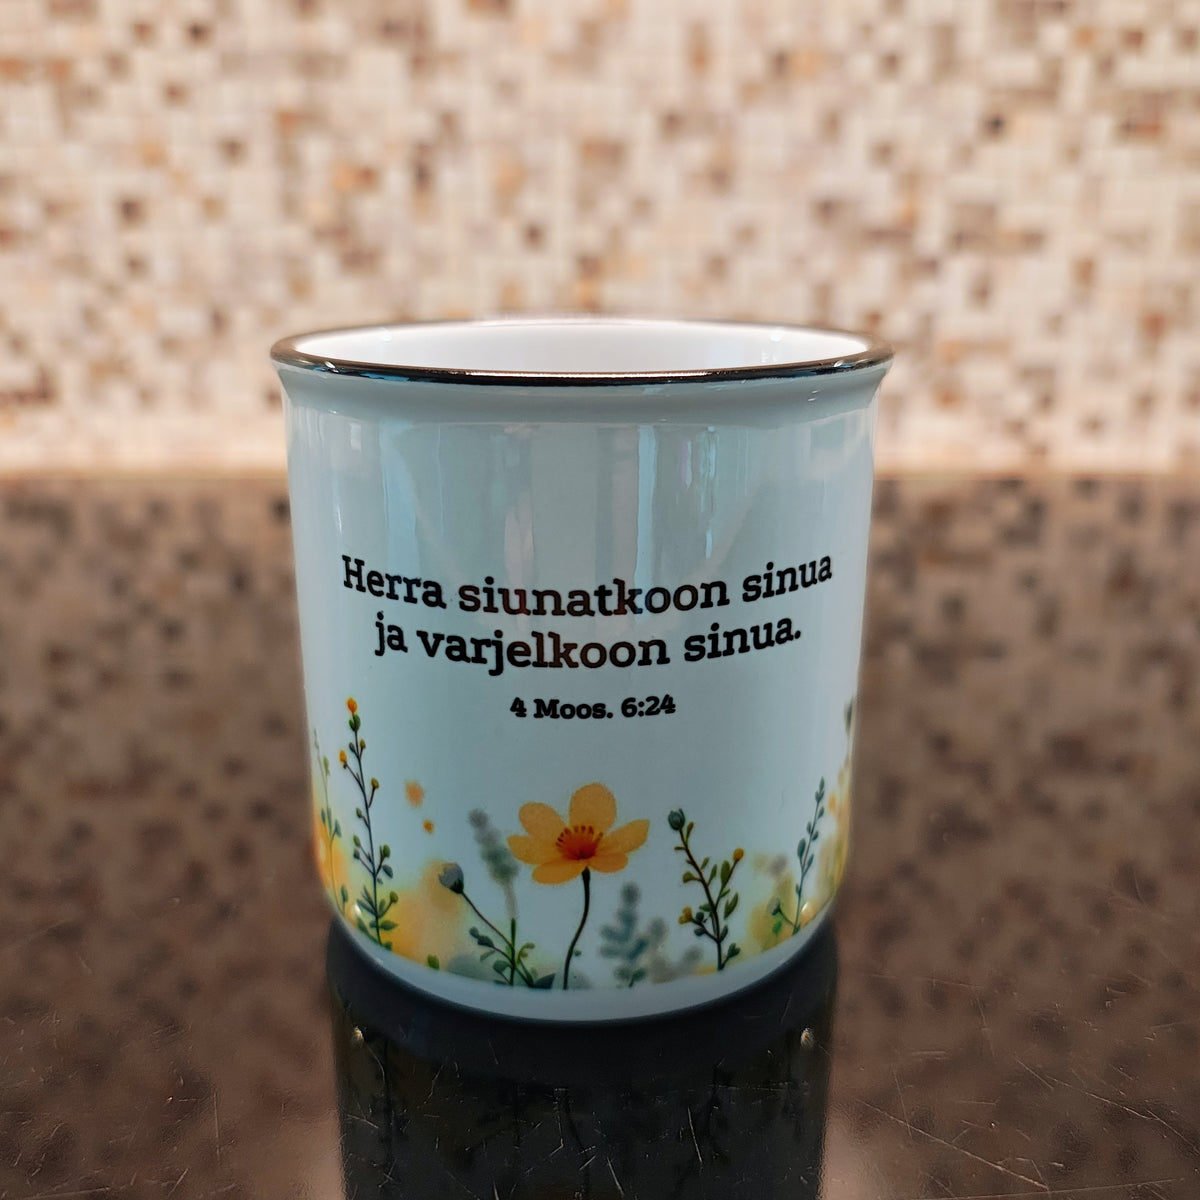 Herra siunatkoon sinua
ja varjelkoon sinua.
4 Moos. 6:24